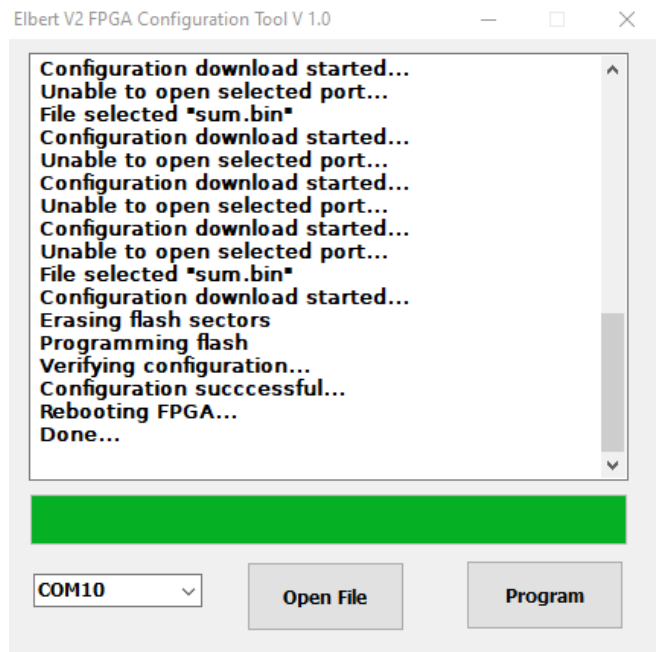 Elbert V2 FPGA Configuration Tool V 1.0
Configuration download started...
Unable to open selected port...
File selected "sum.bin"
Configuration download started...
Unable to open selected port...
Configuration download started...
Unable to open selected port...
Configuration download started...
Unable to open selected port...
File selected "sum.bin"
Configuration download started...
Erasing flash sectors
Programming flash
Verifying configuration...
Configuration succcessful...
Rebooting FPGA...
Done...
COM10
Open File
Program